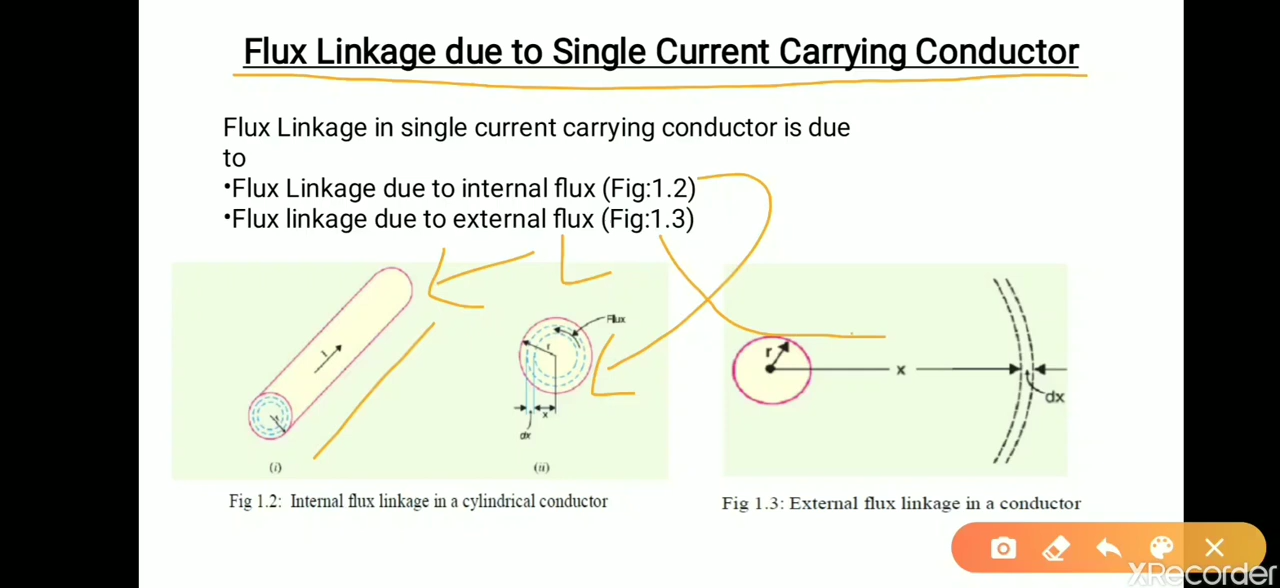 Flux Linkage due to Single Current Carrying Conductor
Flux Linkage in single current carrying conductor is due
to
•Flux Linkage due to internal flux (Fig:1.2)
•Flux linkage due to external flux (Fig:1.3)
I
r
(i)
Flux
r
x
dx
(ii)
Fig 1.2: Internal flux linkage in a cylindrical conductor
r
x
dx
Fig 1.3: External flux linkage in a conductor
XRecorder